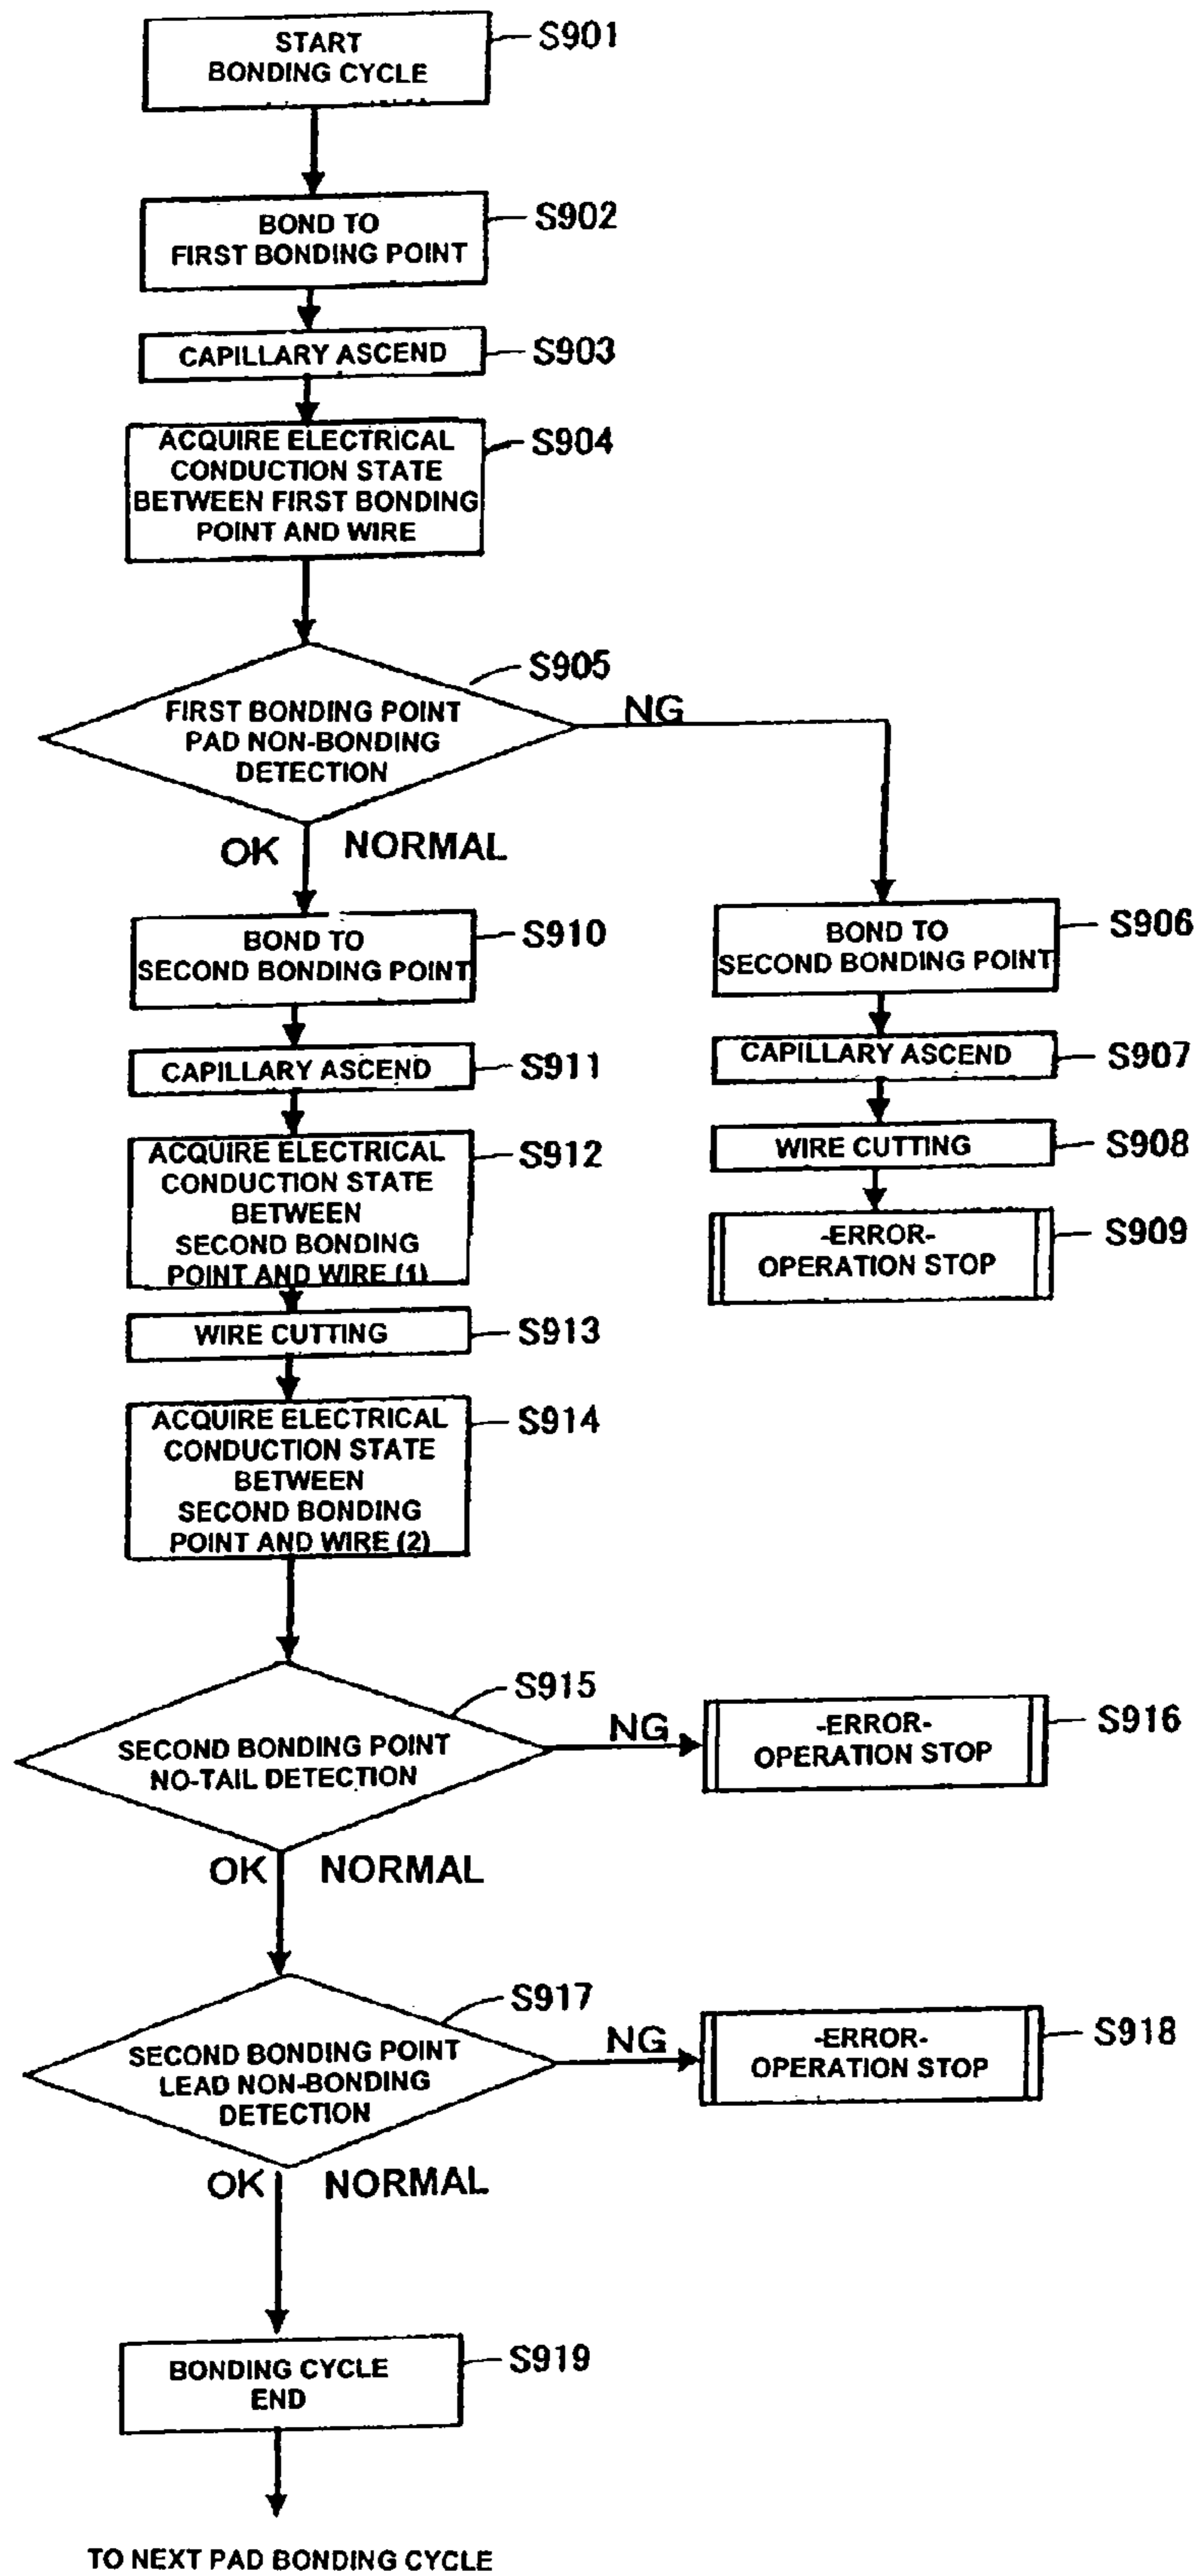 START
BONDING CYCLE
S901
BOND TO
FIRST BONDING POINT
S902
CAPILLARY ASCEND
S903
ACQUIRE ELECTRICAL
CONDUCTION STATE
BETWEEN FIRST BONDING
POINT AND WIRE
S904
FIRST BONDING POINT
PAD NON-BONDING
DETECTION
S905
NG
OK NORMAL
BOND TO
SECOND BONDING POINT
S906
CAPILLARY ASCEND
S907
WIRE CUTTING
S908
-ERROR-
OPERATION STOP
S909
BOND TO
SECOND BONDING POINT
S910
CAPILLARY ASCEND
S911
ACQUIRE ELECTRICAL
CONDUCTION STATE
BETWEEN
SECOND BONDING
POINT AND WIRE (1)
S912
WIRE CUTTING
S913
ACQUIRE ELECTRICAL
CONDUCTION STATE
BETWEEN
SECOND BONDING
POINT AND WIRE (2)
S914
SECOND BONDING POINT
NO-TAIL DETECTION
S915
NG
-ERROR-
OPERATION STOP
S916
OK NORMAL
SECOND BONDING POINT
LEAD NON-BONDING
DETECTION
S917
NG
-ERROR-
OPERATION STOP
S918
OK NORMAL
BONDING CYCLE
END
S919
TO NEXT PAD BONDING CYCLE